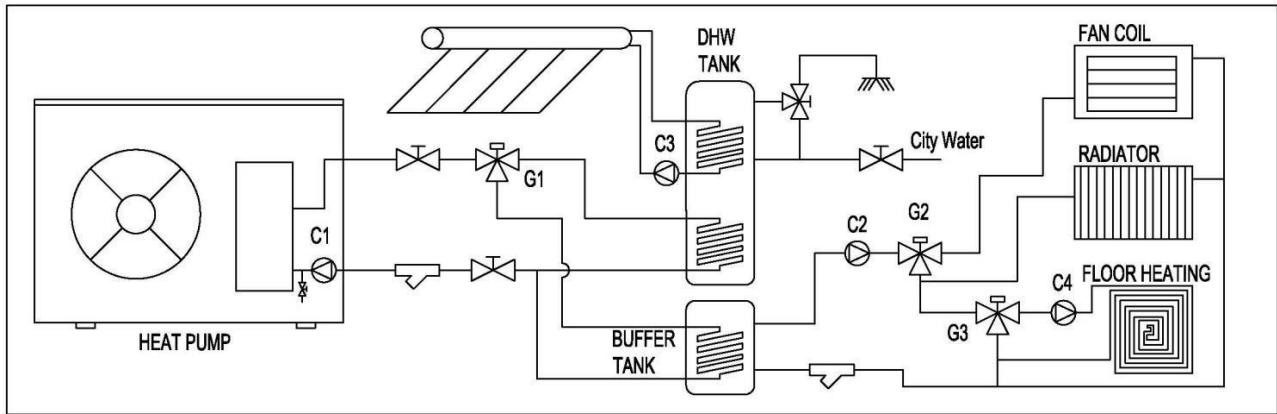 DHW
TANK
FAN COIL
C3
City Water
RADIATOR
G1
C1
C2
G2
C4
FLOOR HEATING
G3
HEAT PUMP
BUFFER
TANK